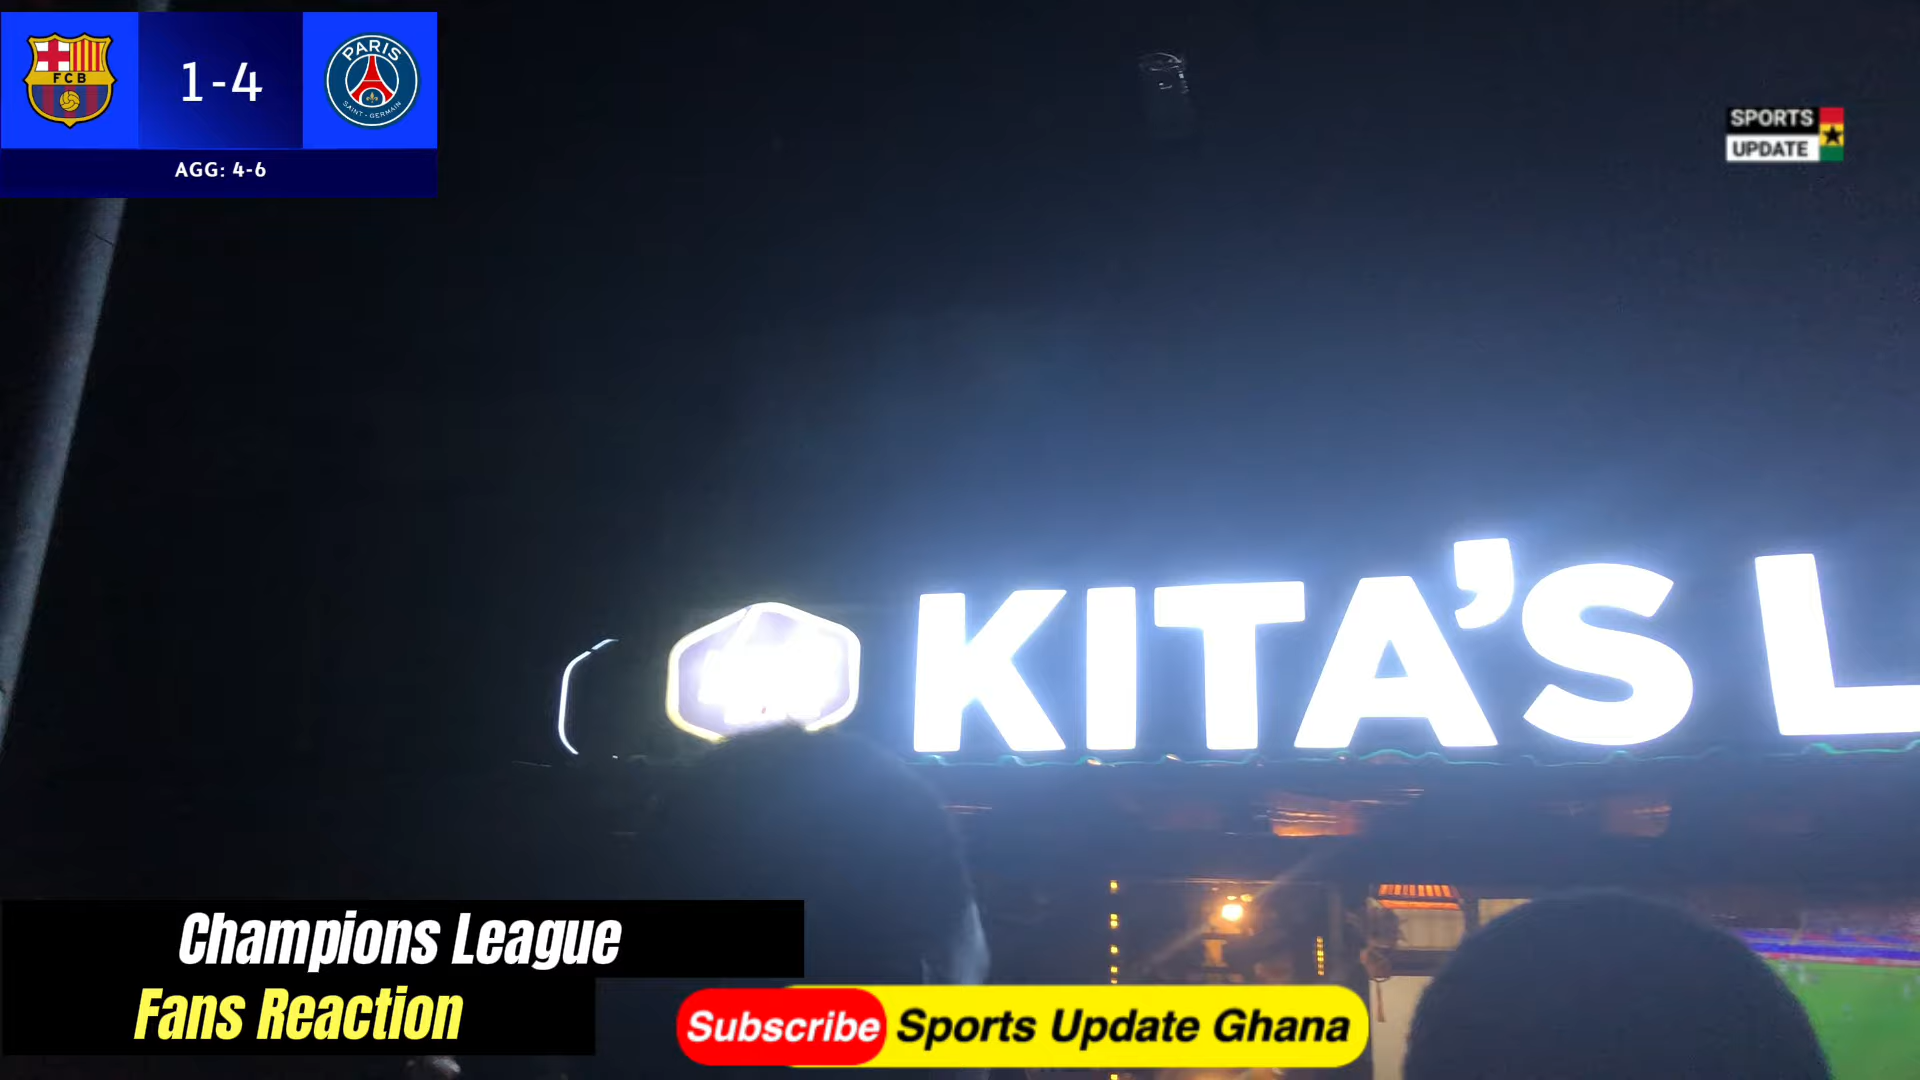 FCB
1-4
PARIS
SAINT-GERMAIN
AGG: 4-6
SPORTS
UPDATE
KITA'S L
Champions League
Fans Reaction
Subscribe Sports Update Ghana